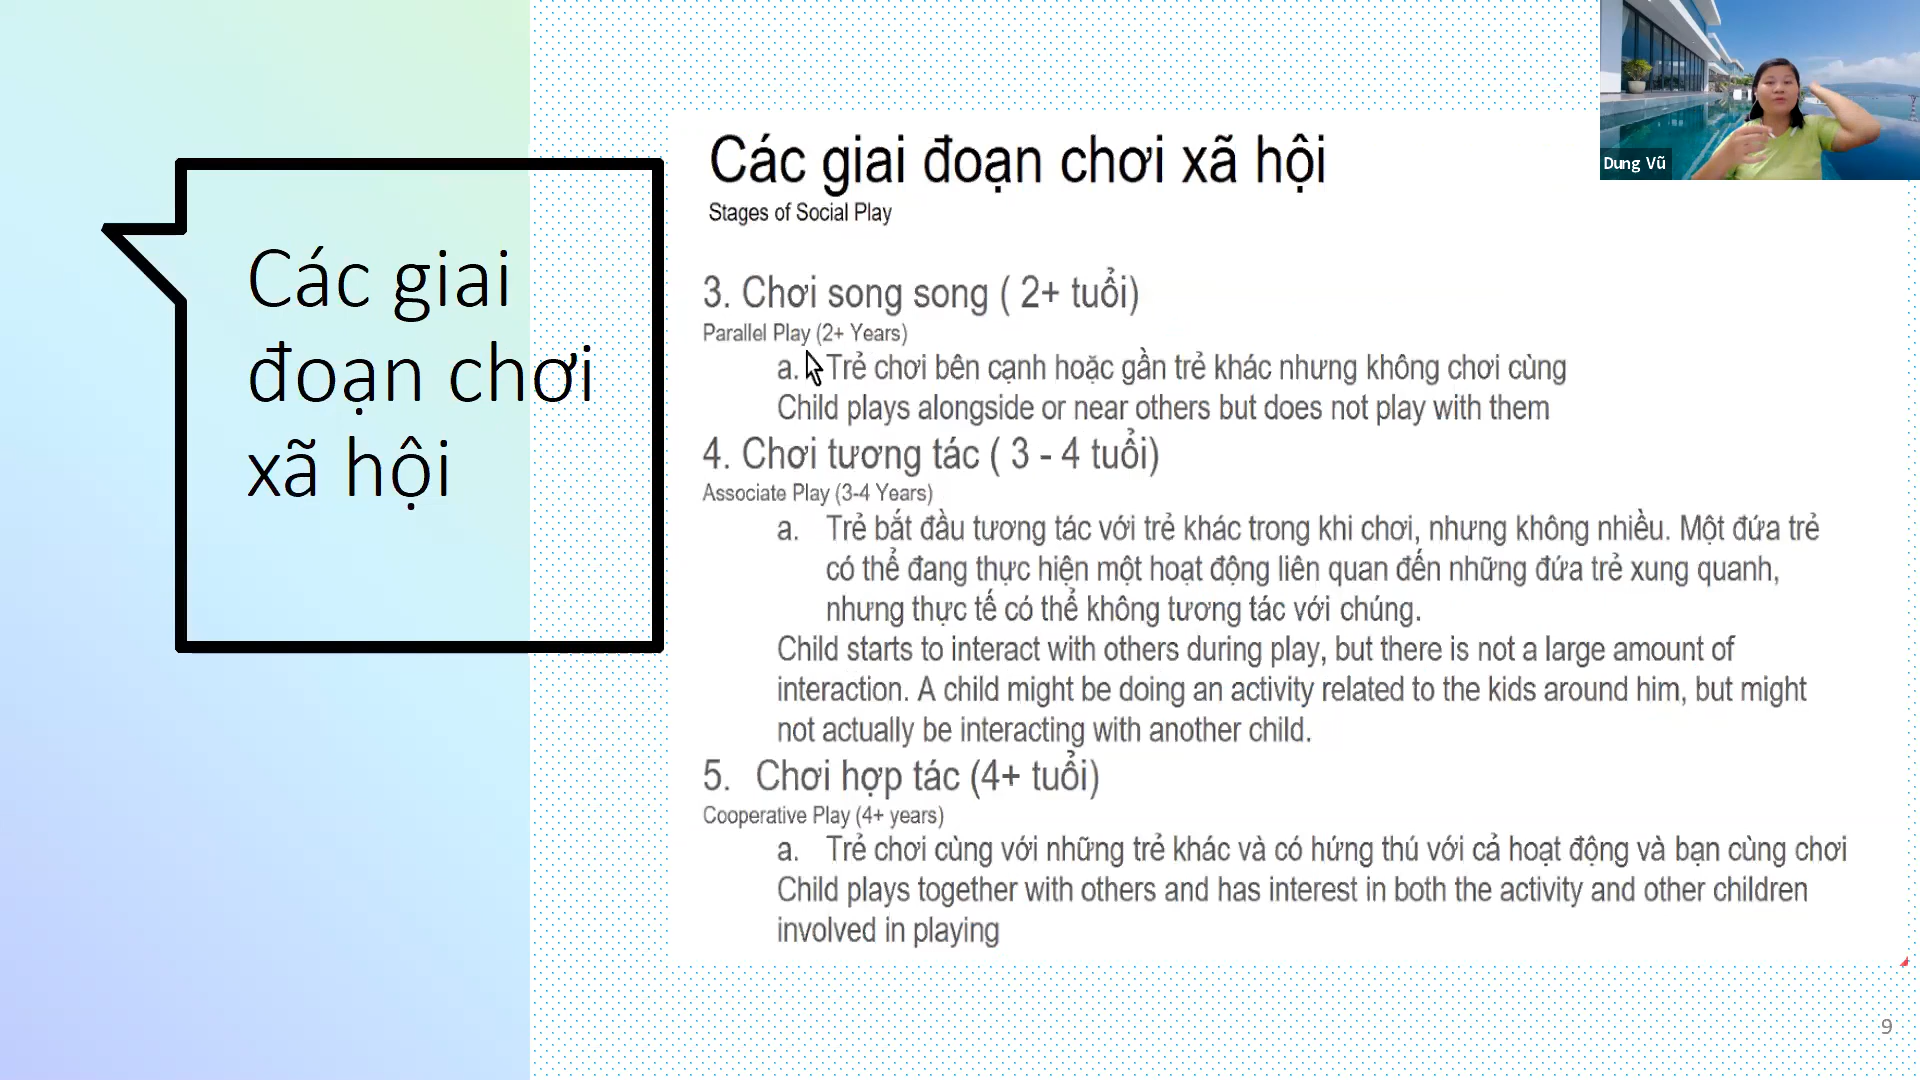 Các giai
đoạn chơi
xã hội
Các giai đoạn chơi xã hội
Stages of Social Play
3. Chơi song song ( 2+ tuổi)
Parallel Play (2+ Years)
a. Trẻ chơi bên cạnh hoặc gần trẻ khác nhưng không chơi cùng
Child plays alongside or near others but does not play with them
4. Chơi tương tác ( 3 - 4 tuổi)
Associate Play (3-4 Years)
a. Trẻ bắt đầu tương tác với trẻ khác trong khi chơi, nhưng không nhiều. Một đứa trẻ
có thể đang thực hiện một hoạt động liên quan đến những đứa trẻ xung quanh,
nhưng thực tế có thể không tương tác với chúng.
Child starts to interact with others during play, but there is not a large amount of
interaction. A child might be doing an activity related to the kids around him, but might
not actually be interacting with another child.
5. Chơi hợp tác (4+ tuổi)
Cooperative Play (4+ years)
a. Trẻ chơi cùng với những trẻ khác và có hứng thú với cả hoạt động và bạn cùng chơi
Child plays together with others and has interest in both the activity and other children
involved in playing
Dung Vũ
9